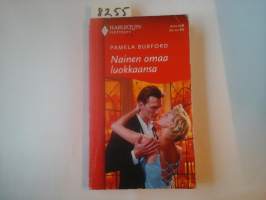 8255
HARLEQUIN
PAMELA BURFORD
Nainen omaa
luokkaansa